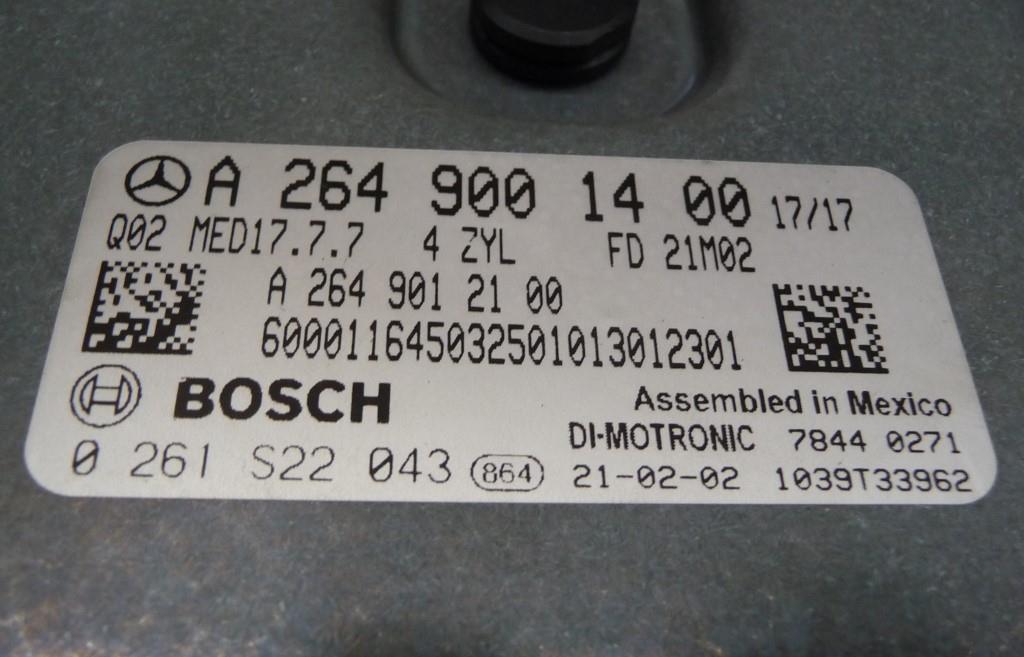 A 264 900 14 00 17/17
Q02 MED17.7.7 4 ZYL FD 21M02
A 264 901 21 00
600011645032501013012301
BOSCH
Assembled in Mexico
DI-MOTRONIC 7844 0271
0 261 S22 043 864 21-02-02 1039T33962